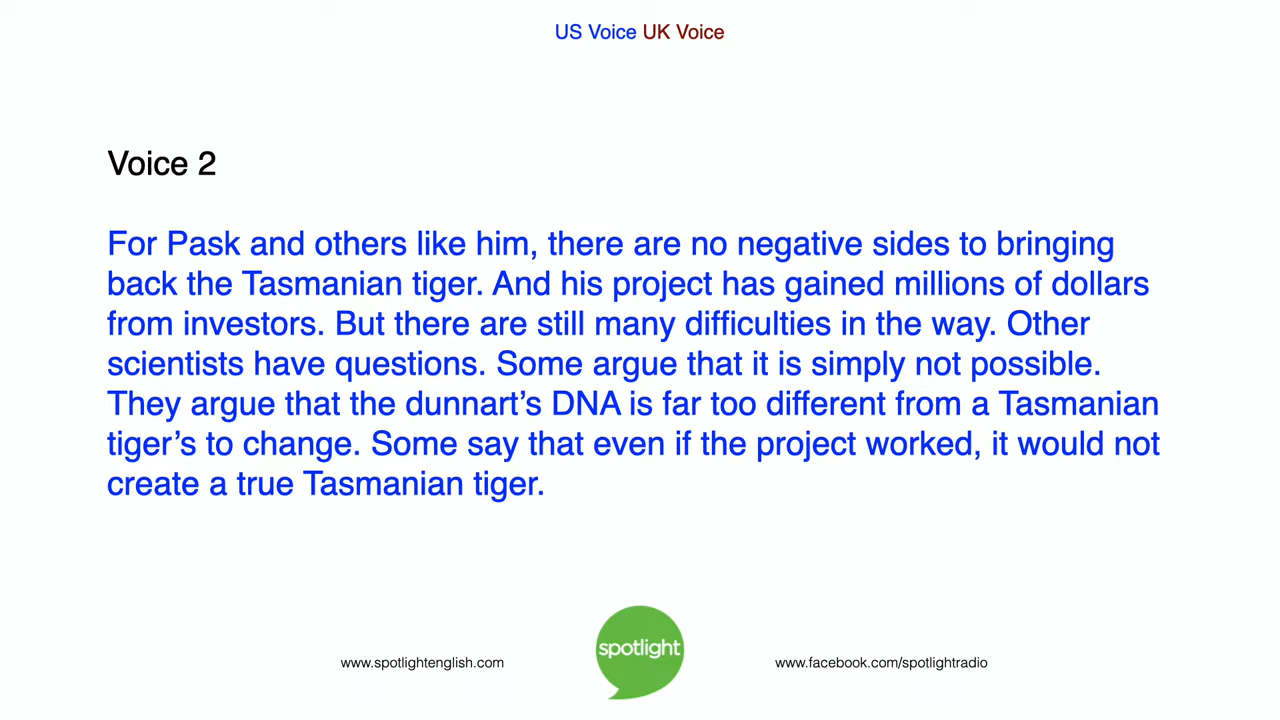 US Voice UK Voice
Voice 2
For Pask and others like him, there are no negative sides to bringing
back the Tasmanian tiger. And his project has gained millions of dollars
from investors. But there are still many difficulties in the way. Other
scientists have questions. Some argue that it is simply not possible.
They argue that the dunnart’s DNA is far too different from a Tasmanian
tiger’s to change. Some say that even if the project worked, it would not
create a true Tasmanian tiger.
www.spotlightenglish.com
spotlight
www.facebook.com/spotlightradio